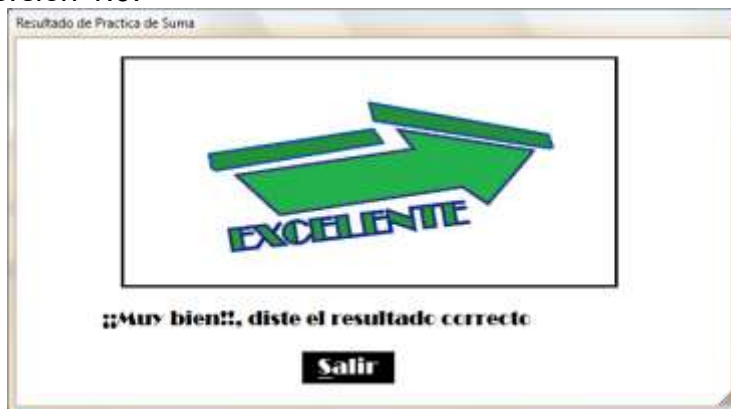 Resultado de Practica de Suma
EXCELENTE
¡¡Muy bien!!, diste el resultado correcto
Salir